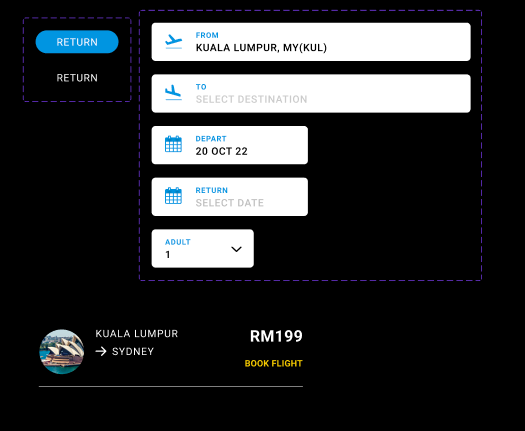 RETURN
RETURN
FROM
KUALA LUMPUR, MY(KUL)
TO
SELECT DESTINATION
DEPART
20 OCT 22
RETURN
SELECT DATE
ADULT
1
KUALA LUMPUR
→ SYDNEY
RM199
BOOK FLIGHT